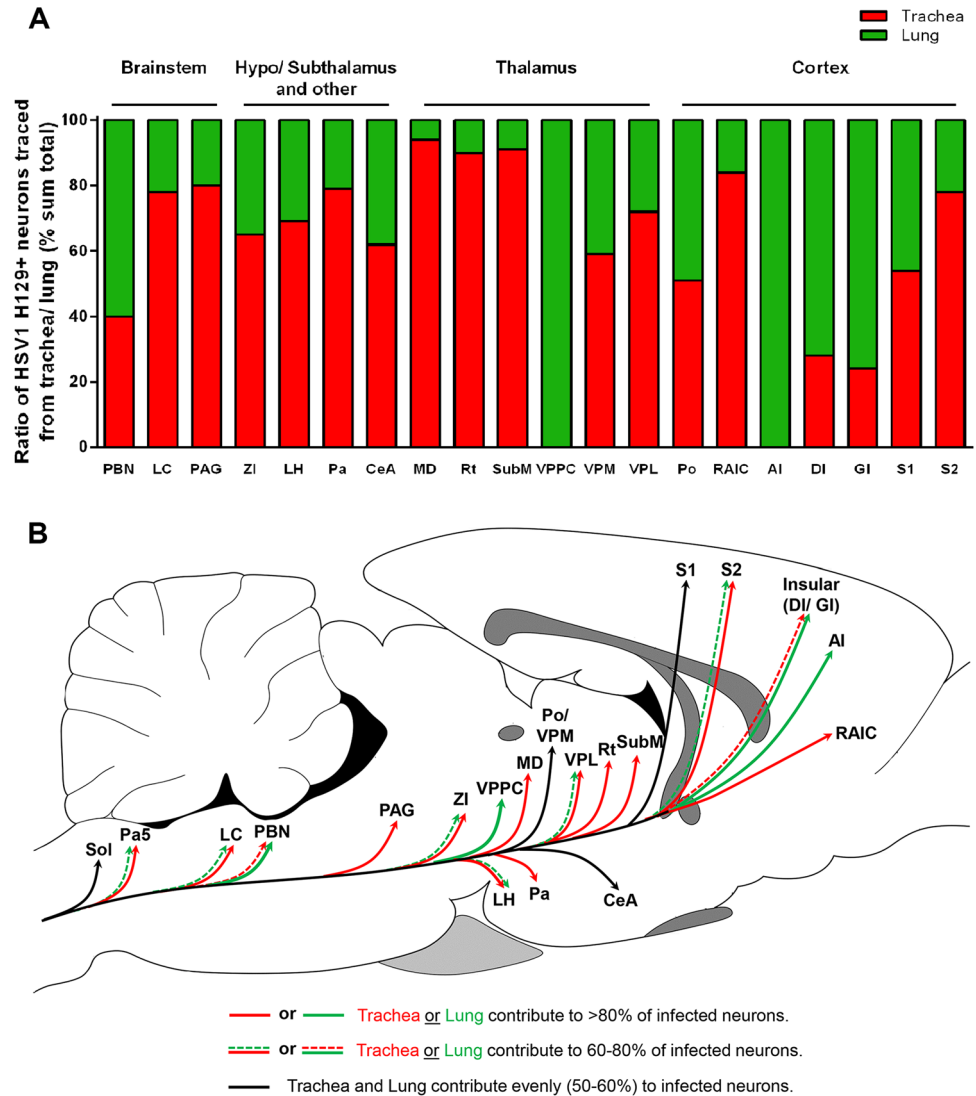 A
Trachea
Lung
Brainstem
Hypo/ Subthalamus
and other
Thalamus
Cortex
Ratio of HSV1 H129+ neurons traced
from trachea/ lung (% sum total)
100
80
60
40
20
0
PBN LC PAG ZI LH Pa CeA MD Rt SubM VPPC VPM VPL Po RAIC AI DI GI S1 S2
B
S1 S2
Insular
(DI/ GI)
AI
RAIC
Po/
VPM
SubM
Rt
VPL
MD
VPPC
ZI
PAG
PBN
LC
Pa5
Sol
LH
Pa
CeA
or Trachea or Lung contribute to >80% of infected neurons.
or Trachea or Lung contribute to 60-80% of infected neurons.
Trachea and Lung contribute evenly (50-60%) to infected neurons.